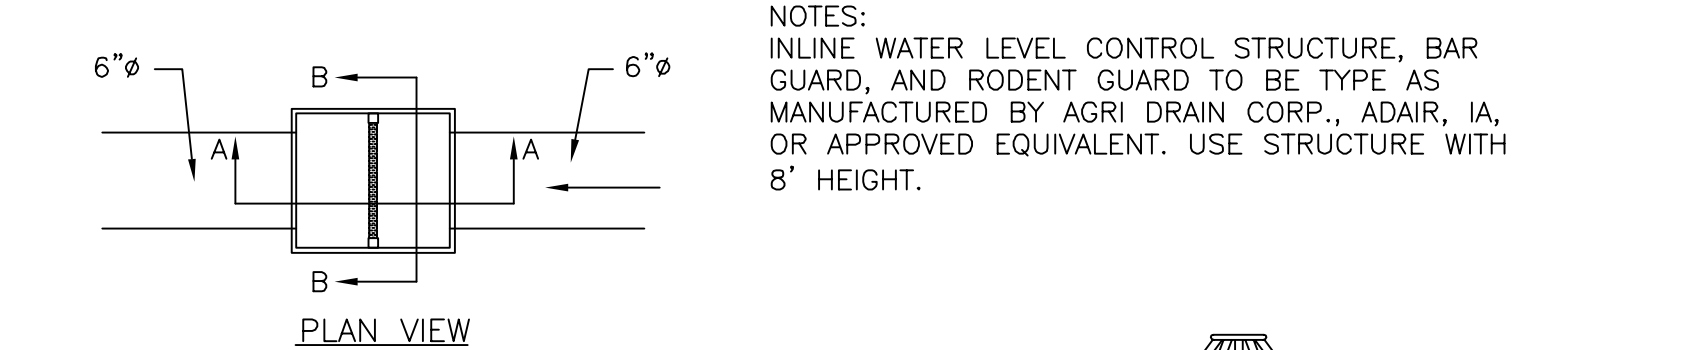 6"ø
B
6"ø
A
A
B
PLAN VIEW
NOTES:
INLINE WATER LEVEL CONTROL STRUCTURE, BAR
GUARD, AND RODENT GUARD TO BE TYPE AS
MANUFACTURED BY AGRI DRAIN CORP., ADAIR, IA,
OR APPROVED EQUIVALENT. USE STRUCTURE WITH
8' HEIGHT.